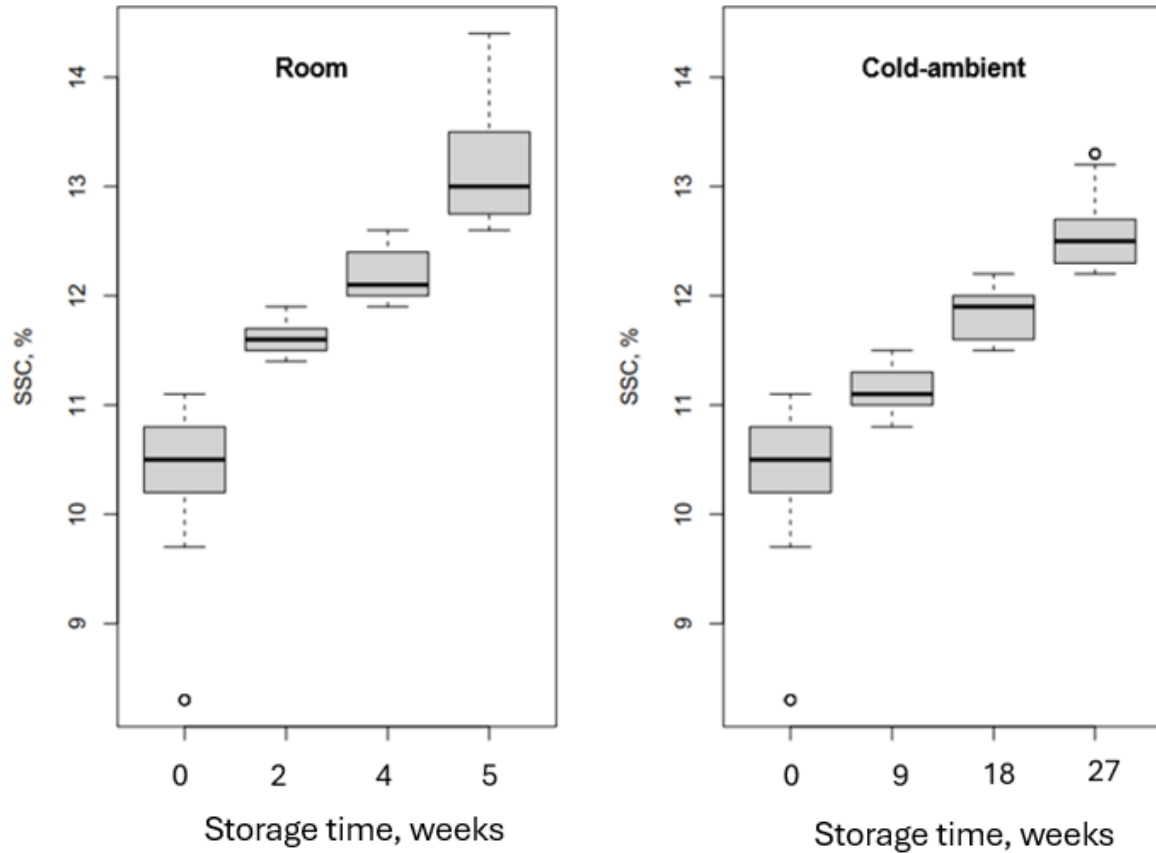 Room
14
13
12
11
10
9
SSC, %
0 2 4 5
Storage time, weeks
Cold-ambient
14
13
12
11
10
9
SSC, %
0 9 18 27
Storage time, weeks